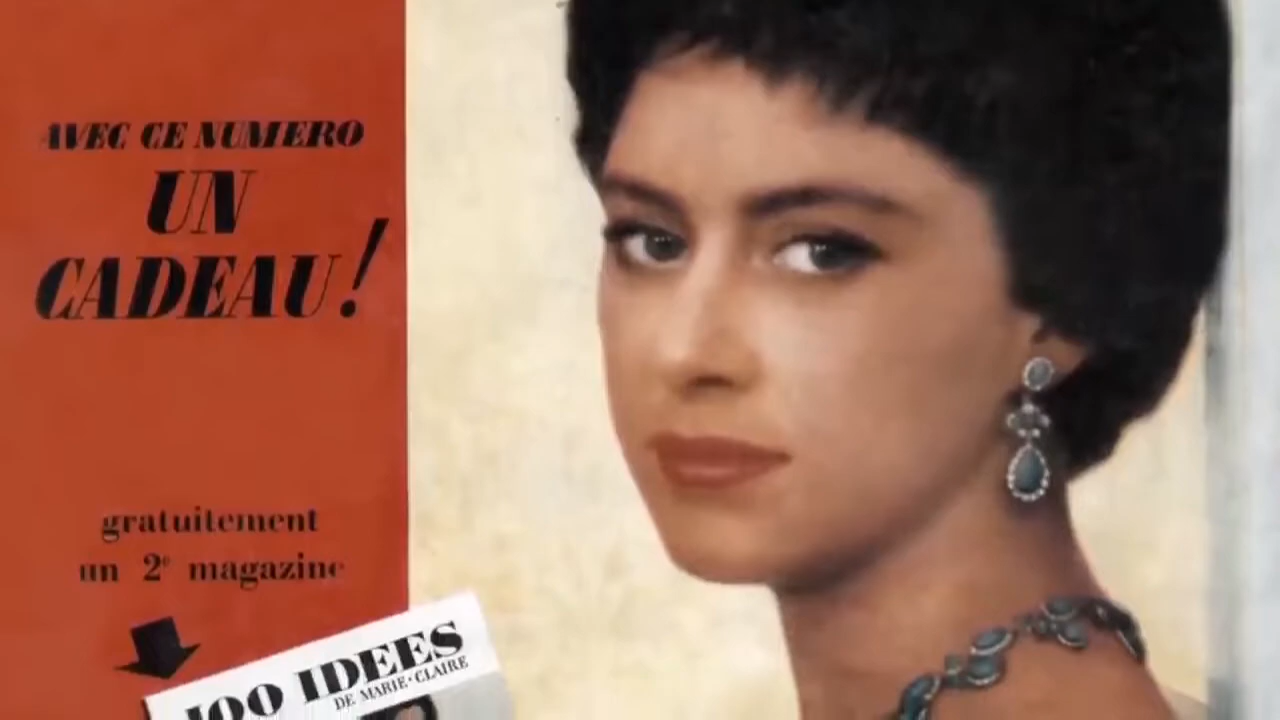 AVEC CE NUMERO
UN
CADEAU!
gratuitement
un 2e magazine
100 IDEES
DE MARIE·CLAIRE